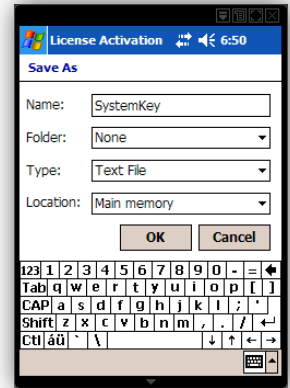 License Activation 6:50
Save As
Name: SystemKey
Folder: None
Type: Text File
Location: Main memory
OK Cancel
123 1 2 3 4 5 6 7 8 9 0 - =
Tab q w e r t y u i o p [ ]
CAP a s d f g h j k l ; '
Shift z x c v b n m , . /
Ctl áü ` \